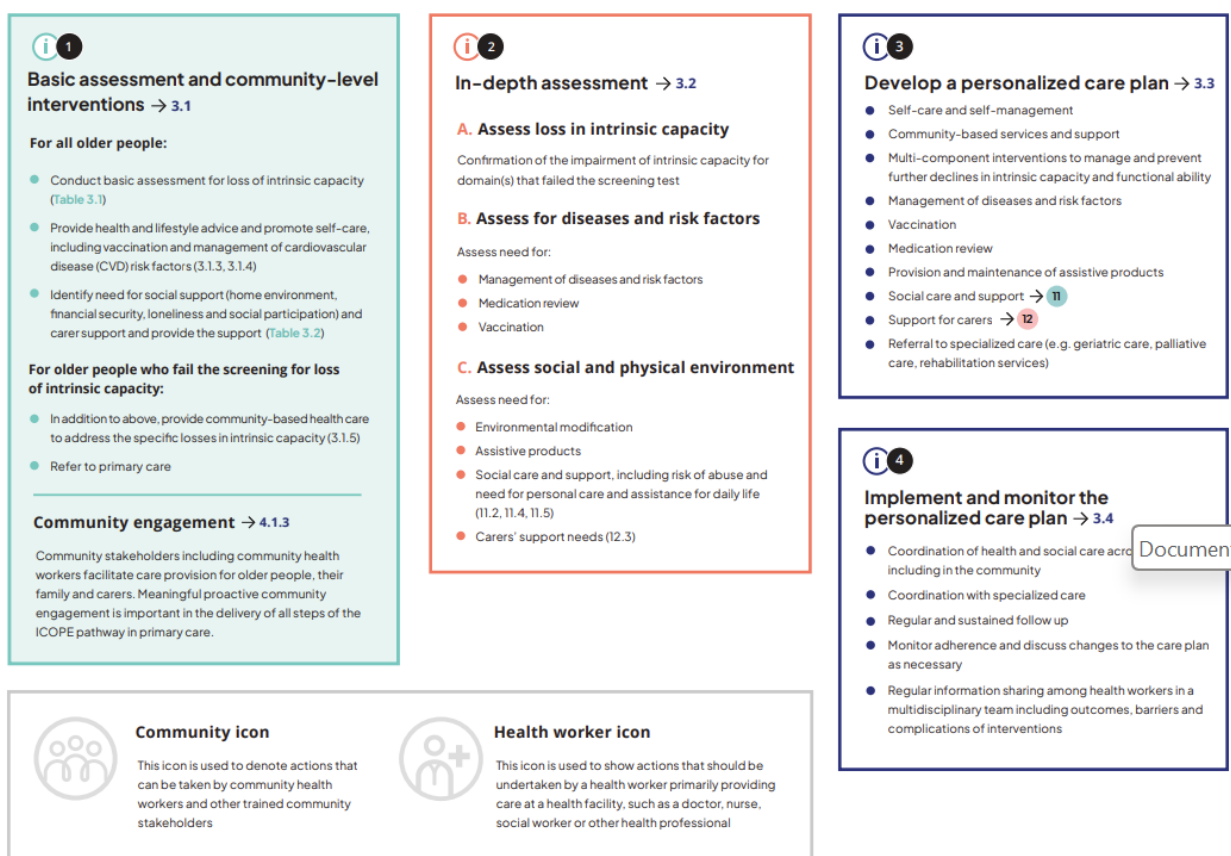 i 1
Basic assessment and community-level
interventions → 3.1
For all older people:
Conduct basic assessment for loss of intrinsic capacity
(Table 3.1)
Provide health and lifestyle advice and promote self-care,
including vaccination and management of cardiovascular
disease (CVD) risk factors (3.1.3, 3.1.4)
Identify need for social support (home environment,
financial security, loneliness and social participation) and
carer support and provide the support (Table 3.2)
For older people who fail the screening for loss
of intrinsic capacity:
In addition to above, provide community-based health care
to address the specific losses in intrinsic capacity (3.1.5)
Refer to primary care
Community engagement → 4.1.3
Community stakeholders including community health
workers facilitate care provision for older people, their
family and carers. Meaningful proactive community
engagement is important in the delivery of all steps of the
ICOPE pathway in primary care.
i 2
In-depth assessment → 3.2
A. Assess loss in intrinsic capacity
Confirmation of the impairment of intrinsic capacity for
domain(s) that failed the screening test
B. Assess for diseases and risk factors
Assess need for:
Management of diseases and risk factors
Medication review
Vaccination
C. Assess social and physical environment
Assess need for:
Environmental modification
Assistive products
Social care and support, including risk of abuse and
need for personal care and assistance for daily life
(11.2, 11.4, 11.5)
Carers' support needs (12.3)
i 3
Develop a personalized care plan → 3.3
Self-care and self-management
Community-based services and support
Multi-component interventions to manage and prevent
further declines in intrinsic capacity and functional ability
Management of diseases and risk factors
Vaccination
Medication review
Provision and maintenance of assistive products
Social care and support → 11
Support for carers → 12
Referral to specialized care (e.g. geriatric care, palliative
care, rehabilitation services)
i 4
Implement and monitor the
personalized care plan → 3.4
Coordination of health and social care
including in the community
Coordination with specialized care
Regular and sustained follow up
Monitor adherence and discuss changes to the care plan
as necessary
Regular information sharing among health workers in a
multidisciplinary team including outcomes, barriers and
complications of interventions
Community icon
This icon is used to denote actions that
can be taken by community health
workers and other trained community
stakeholders
Health worker icon
This icon is used to show actions that should be
undertaken by a health worker primarily providing
care at a health facility, such as a doctor, nurse,
social worker or other health professional